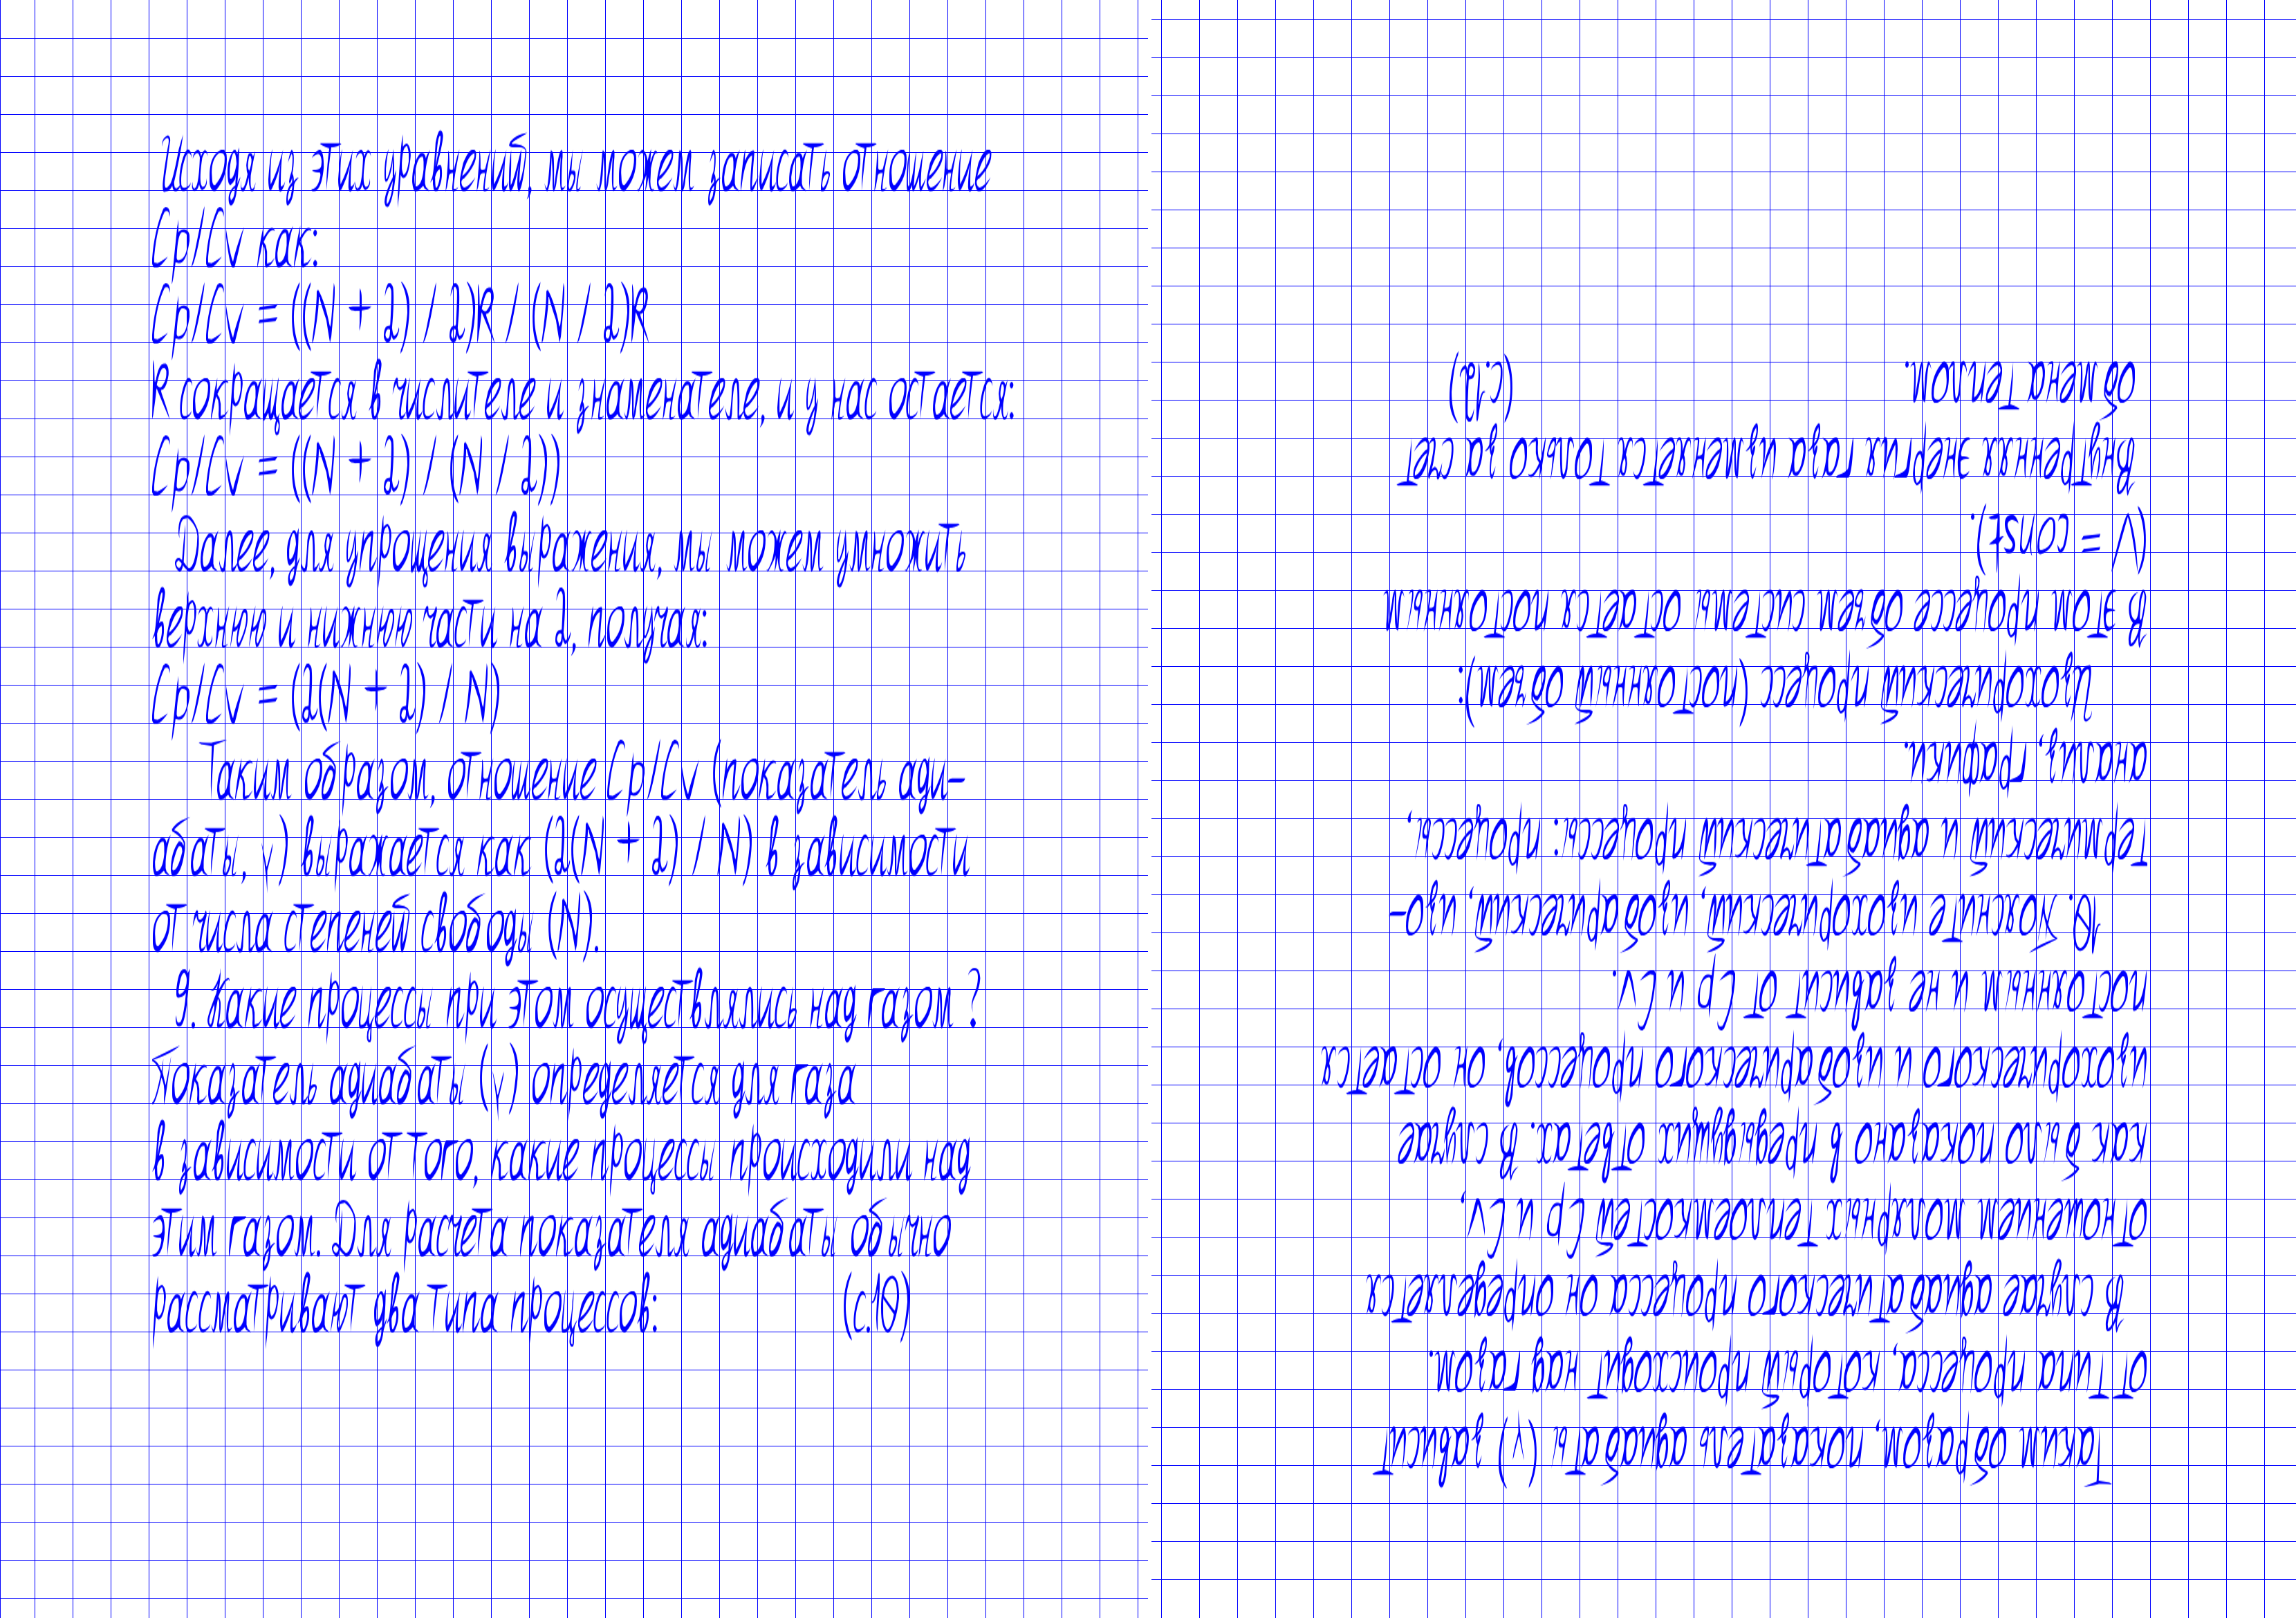 Исходя из этих уравнений, мы можем записать отношение
Cp/Cv как:
Cp/Cv = ((N + 2) / 2)R / (N / 2)R
R сокращается в числителе и знаменателе, и у нас остается:
Cp/Cv = ((N + 2) / (N / 2))
Далее, для упрощения выражения, мы можем умножить
верхнюю и нижнюю части на 2, получая:
Cp/Cv = (2(N + 2) / N)
Таким образом, отношение Cp/Cv (показатель ади-
абаты, γ) выражается как (2(N + 2) / N) в зависимости
от числа степеней свободы (N).
9. Какие процессы при этом осуществлялись над газом ?
Показатель адиабаты (γ) определяется для газа
в зависимости от того, какие процессы происходили над
этим газом. Для расчета показателя адиабаты обычно
рассматривают два типа процессов: (с.10)
Таким образом, показатель адиабаты (γ) зависит
от типа процесса, который происходит над газом.
В случае адиабатического процесса он определяется
отношением молярных теплоемкостей Cp и Cv,
как было показано в предыдущих ответах. В случае
изохорического и изобарического процессов, он остается
постоянным и не зависит от Cp и Cv.
10. Поясните изохорический, изобарический, изо-
термический и адиабатический процессы: процессы,
анализ, графики.
Изохорический процесс (постоянный объем):
В этом процессе объем системы остается постоянным
(V = const).
Внутренняя энергия газа изменяется только за счет
обмена теплом. (с.12)